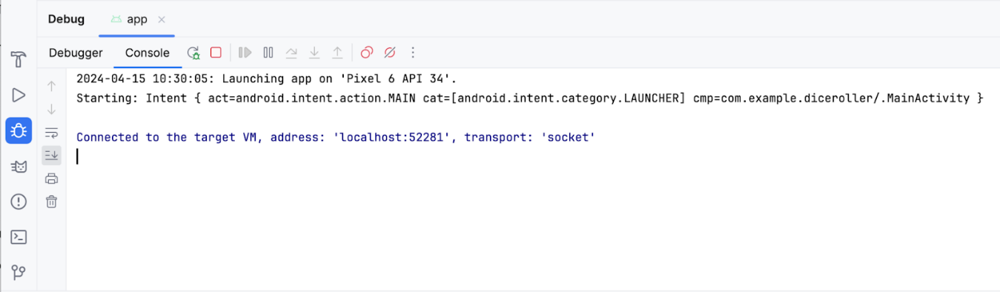 Debug app
Debugger Console
2024-04-15 10:30:05: Launching app on 'Pixel 6 API 34'.
Starting: Intent { act=android.intent.action.MAIN cat=[android.intent.category.LAUNCHER] cmp=com.example.diceroller/.MainActivity }
Connected to the target VM, address: 'localhost:52281', transport: 'socket'